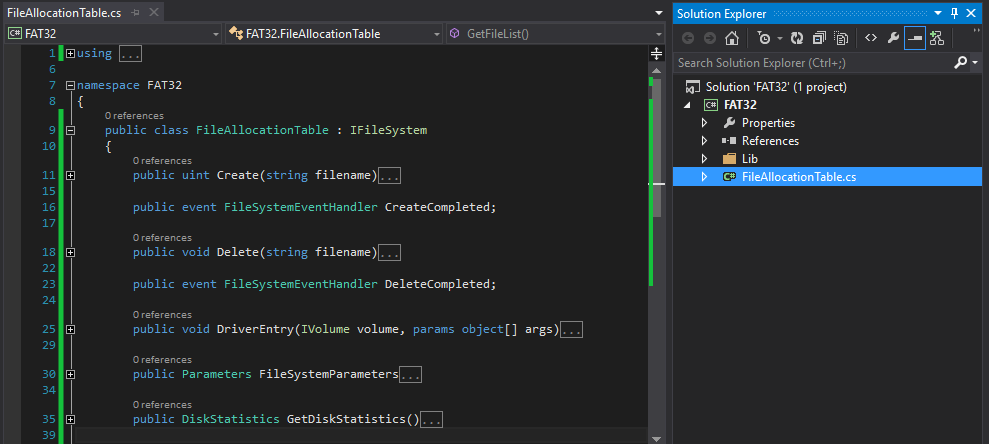 FileAllocationTable.cs
FAT32
FAT32.FileAllocationTable
GetFileList()
1 using ...
6
7 namespace FAT32
8 {
0 references
9 public class FileAllocationTable : IFileSystem
10 {
0 references
11 public uint Create(string filename)...
15
16 public event FileSystemEventHandler CreateCompleted;
17
0 references
18 public void Delete(string filename)...
22
23 public event FileSystemEventHandler DeleteCompleted;
24
0 references
25 public void DriverEntry(IVolume volume, params object[] args)...
29
0 references
30 public Parameters FileSystemParameters...
34
0 references
35 public DiskStatistics GetDiskStatistics()...
39
Solution Explorer
Search Solution Explorer (Ctrl+;)
Solution 'FAT32' (1 project)
C# FAT32
Properties
References
Lib
C# FileAllocationTable.cs